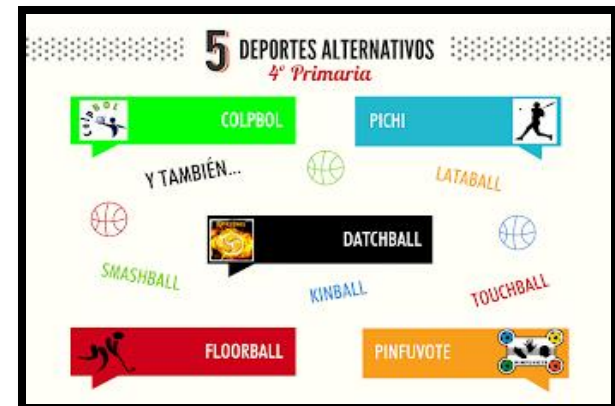 5 DEPORTES ALTERNATIVOS
4º Primaria
COLPBOL
PICHI
Y TAMBIÉN...
LATABALL
DATCHBALL
SMASHBALL
KINBALL
TOUCHBALL
FLOORBALL
PINFUVOTE